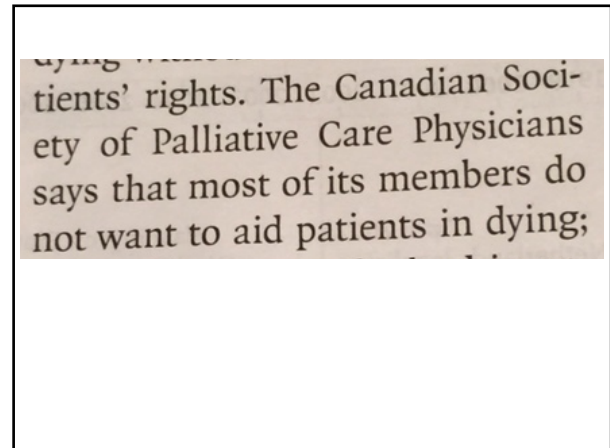 tients’ rights. The Canadian Soci-
ety of Palliative Care Physicians
says that most of its members do
not want to aid patients in dying;